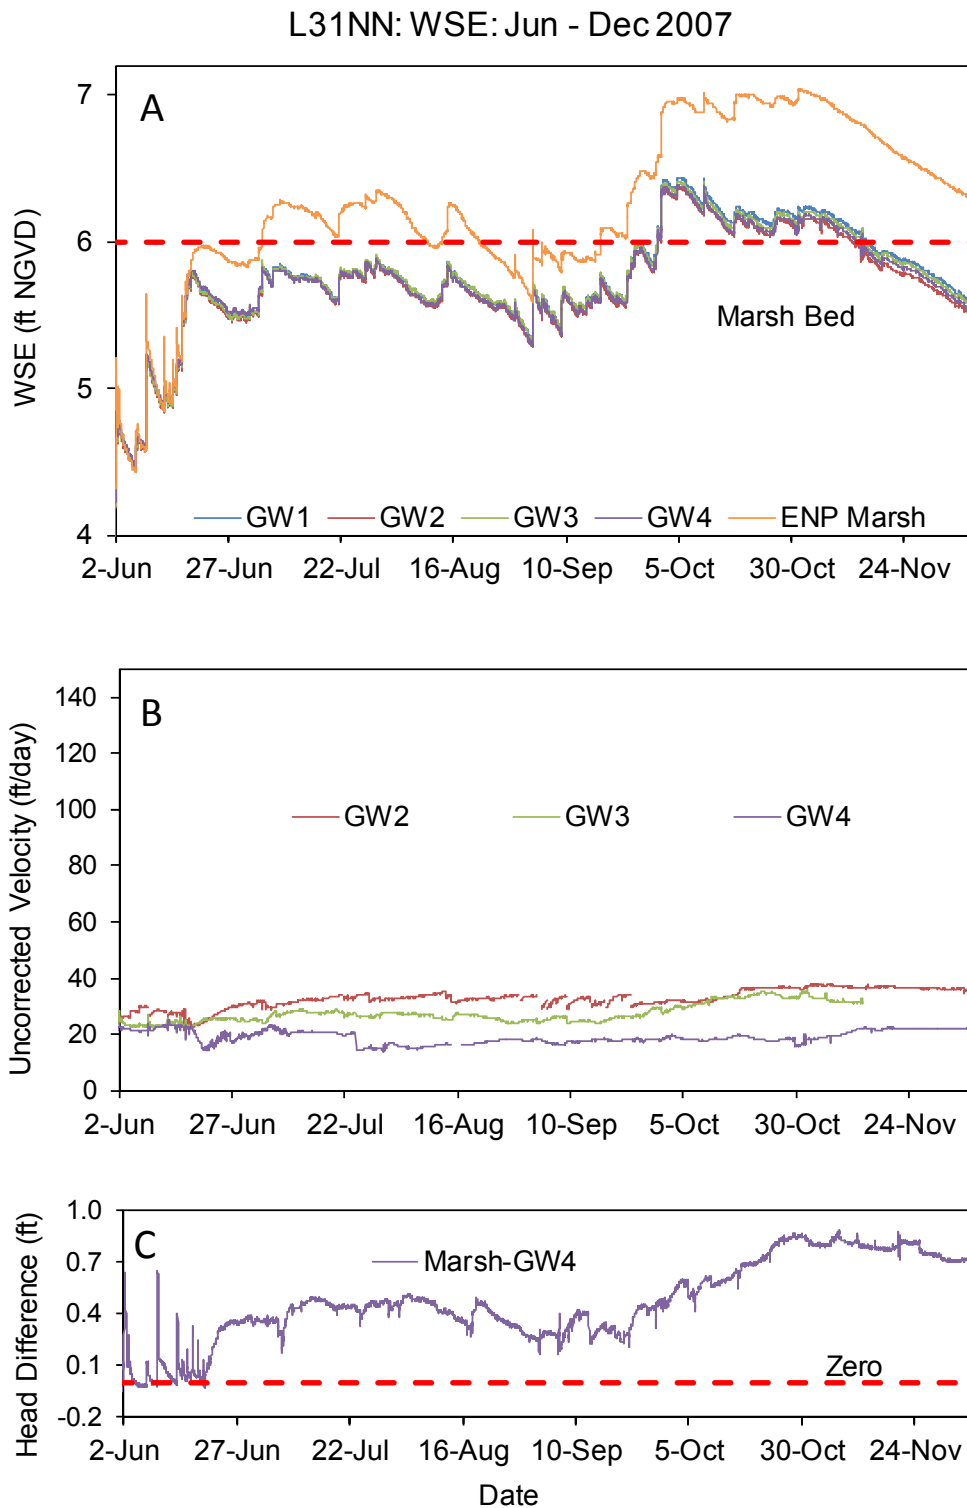 L31NN: WSE: Jun - Dec 2007
A
WSE (ft NGVD)
7
6
5
4
Marsh Bed
GW1 GW2 GW3 GW4 ENP Marsh
2-Jun 27-Jun 22-Jul 16-Aug 10-Sep 5-Oct 30-Oct 24-Nov
B
Uncorrected Velocity (ft/day)
140
120
100
80
60
40
20
0
GW2 GW3 GW4
2-Jun 27-Jun 22-Jul 16-Aug 10-Sep 5-Oct 30-Oct 24-Nov
C
Head Difference (ft)
1.0
0.7
0.4
0.1
-0.2
Marsh-GW4
Zero
2-Jun 27-Jun 22-Jul 16-Aug 10-Sep 5-Oct 30-Oct 24-Nov
Date